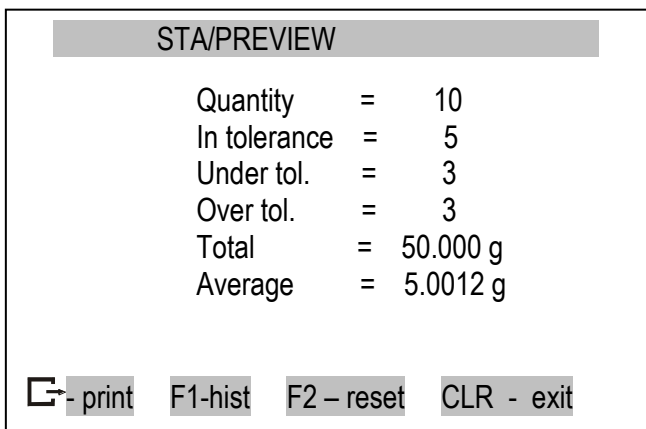 STA/PREVIEW
Quantity = 10
In tolerance = 5
Under tol. = 3
Over tol. = 3
Total = 50.000 g
Average = 5.0012 g
- print F1-hist F2 – reset CLR - exit